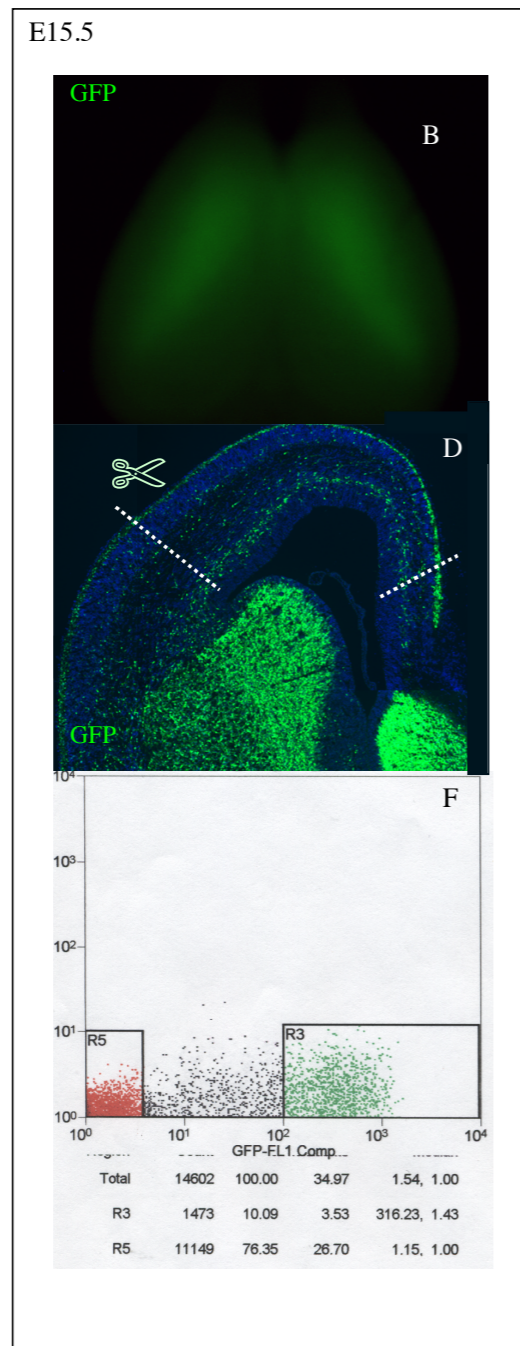 E15.5
GFP
B
D
GFP
F
10⁴
10³
10²
10¹
10⁰
R5
R3
10⁰ 10¹ 10² 10³ 10⁴
GFP-FL1 Comp
Total 14602 100.00 34.97 1.54, 1.00
R3 1473 10.09 3.53 316.23, 1.43
R5 11149 76.35 26.70 1.15, 1.00